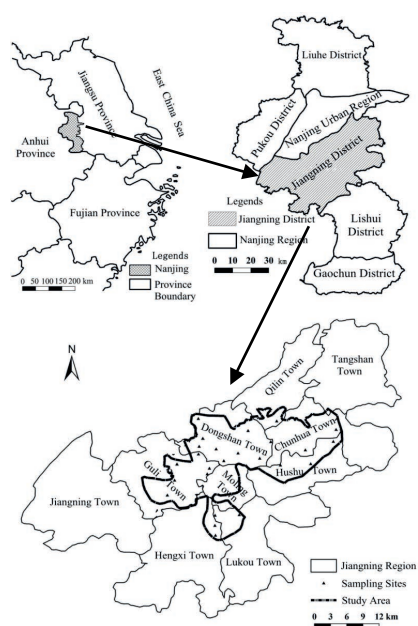 Jiangsu Province
East China Sea
Anhui
Province
Fujian Province
Legends
Nanjing
Province
Boundary
0 50 100 150 200 km
Liuhe District
Pukou District
Nanjing Urban Region
Jiangning District
Legends
Jiangning District
Nanjing Region
0 10 20 30 km
Lishui
District
Gaochun District
N
Qilin Town
Tangshan
Town
Dongshan Town
Chunhua Town
Hushu Town
Guli Town
Moling Town
Jiangning Town
Hengxi Town
Lukou Town
Jiangning Region
Sampling Sites
Study Area
0 3 6 9 12 km